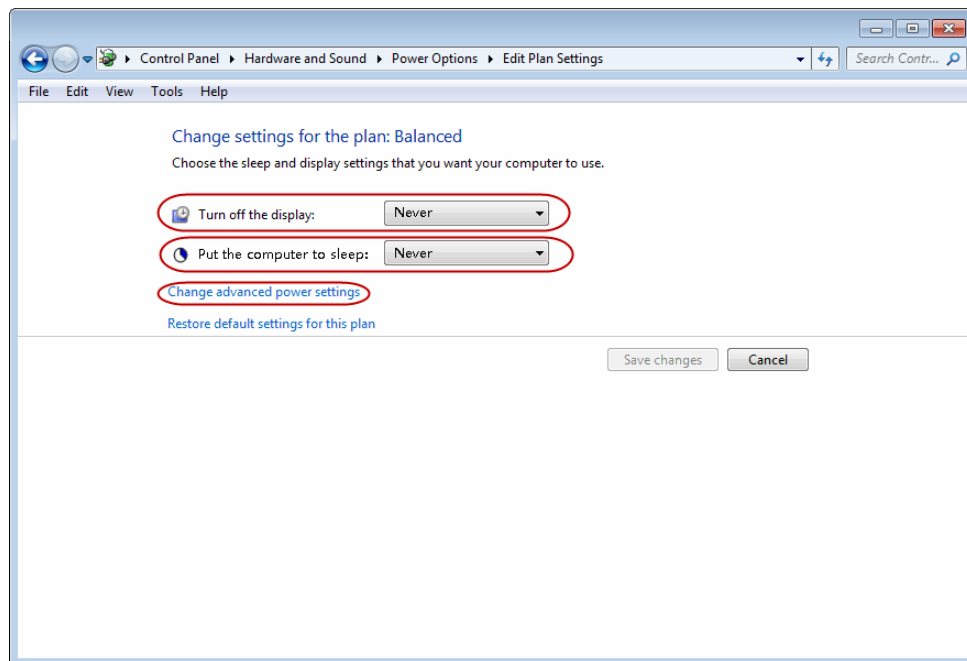 Control Panel Hardware and Sound Power Options Edit Plan Settings Search Contr...
File Edit View Tools Help
Change settings for the plan: Balanced
Choose the sleep and display settings that you want your computer to use.
Turn off the display: Never
Put the computer to sleep: Never
Change advanced power settings
Restore default settings for this plan
Save changes Cancel